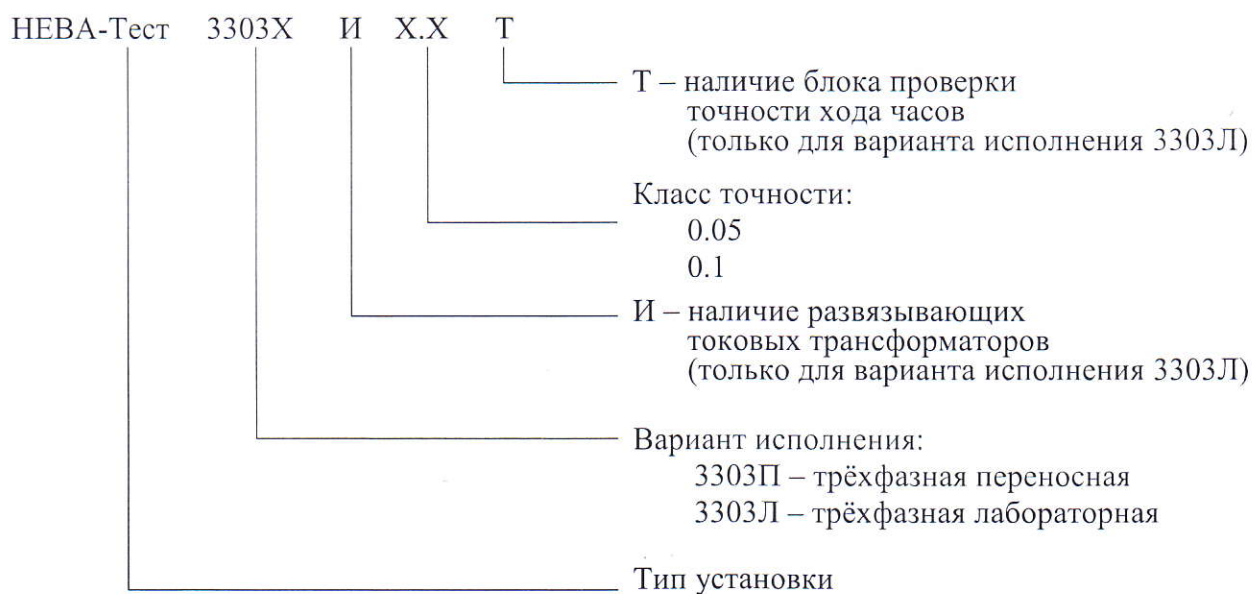 НЕВА-Тест 3303Х И Х.Х Т
Т – наличие блока проверки
точности хода часов
(только для варианта исполнения 3303Л)
Класс точности:
0.05
0.1
И – наличие развязывающих
токовых трансформаторов
(только для варианта исполнения 3303Л)
Вариант исполнения:
3303П – трёхфазная переносная
3303Л – трёхфазная лабораторная
Тип установки